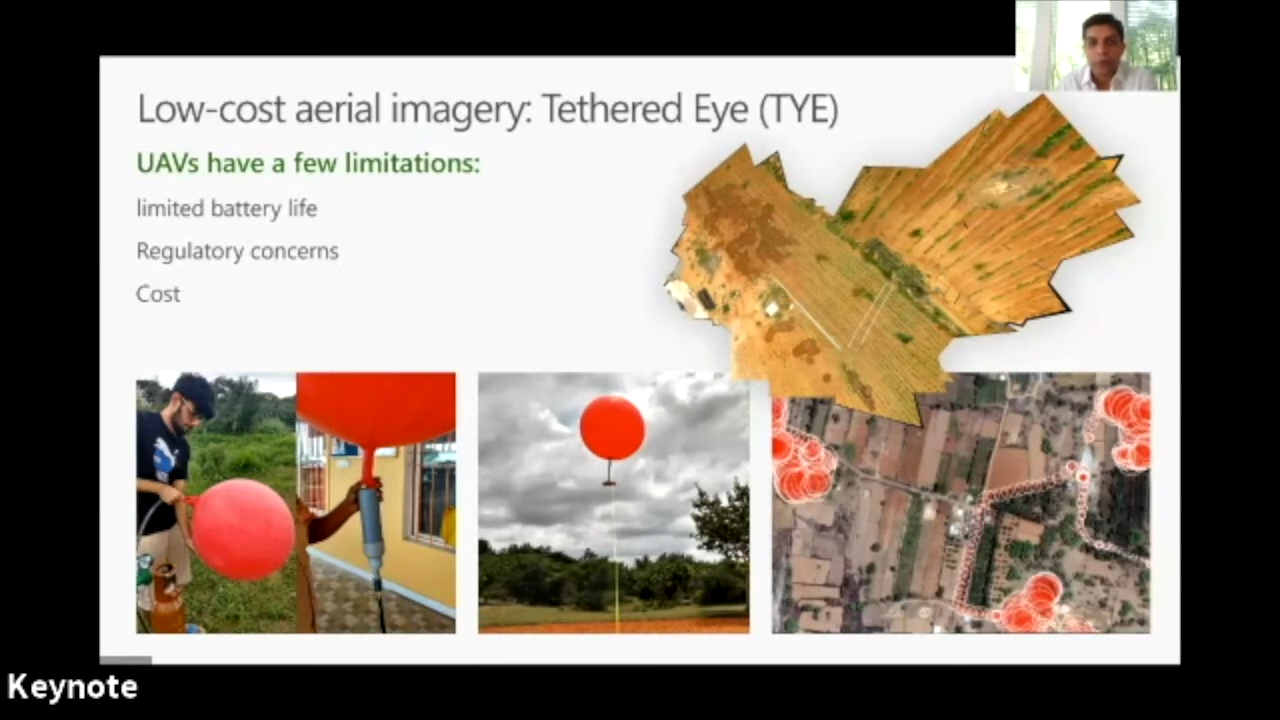 Low-cost aerial imagery: Tethered Eye (TYE)
UAVs have a few limitations:
limited battery life
Regulatory concerns
Cost
Keynote